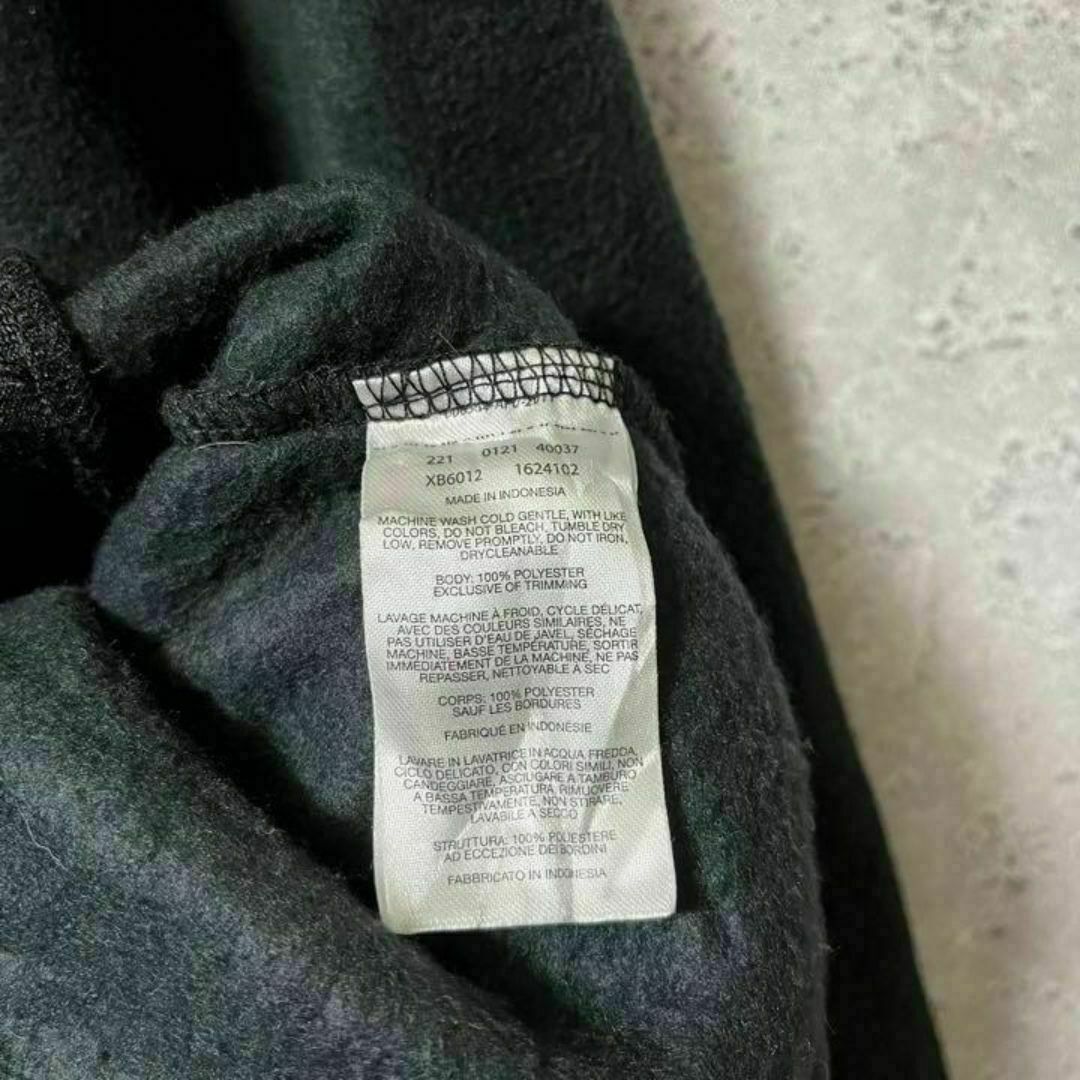 221 0121 40037
XB6012 1624102
MADE IN INDONESIA
MACHINE WASH COLD GENTLE, WITH LIKE
COLORS, DO NOT BLEACH, TUMBLE DRY
LOW, REMOVE PROMPTLY, DO NOT IRON,
DRYCLEANABLE
BODY: 100% POLYESTER
EXCLUSIVE OF TRIMMING
LAVAGE MACHINE À FROID, CYCLE DÉLICAT,
AVEC DES COULEURS SIMILAIRES, NE
PAS UTILISER D'EAU DE JAVEL, SÉCHAGE
MACHINE, BASSE TEMPÉRATURE, SORTIR
IMMÉDIATEMENT DE LA MACHINE, NE PAS
REPASSER, NETTOYABLE À SEC
CORPS: 100% POLYESTER
SAUF LES BORDURES
FABRIQUÉ EN INDONÉSIE
LAVARE IN LAVATRICE IN ACQUA FREDDA,
CICLO DELICATO, CON COLORI SIMILI, NON
CANDEGGIARE, ASCIUGARE A TAMBURO
A BASSA TEMPERATURA, RIMUOVERE
TEMPESTIVAMENTE, NON STIRARE,
LAVABILE A SECCO
STRUTTURA: 100% POLIESTERE
AD ECCEZIONE DEI BORDINI
FABBRICATO IN INDONESIA